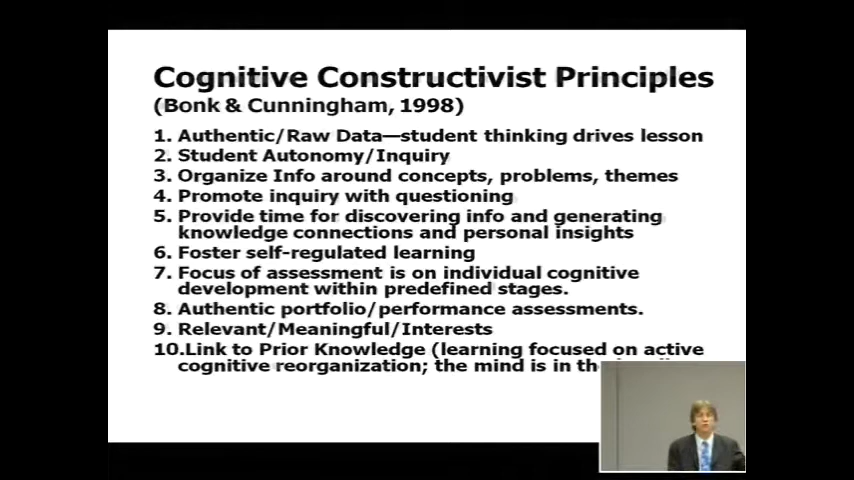 Cognitive Constructivist Principles
(Bonk & Cunningham, 1998)
1. Authentic/Raw Data—student thinking drives lesson
2. Student Autonomy/Inquiry
3. Organize Info around concepts, problems, themes
4. Promote inquiry with questioning
5. Provide time for discovering info and generating
knowledge connections and personal insights
6. Foster self-regulated learning
7. Focus of assessment is on individual cognitive
development within predefined stages.
8. Authentic portfolio/performance assessments.
9. Relevant/Meaningful/Interests
10.Link to Prior Knowledge (learning focused on active
cognitive reorganization; the mind is in